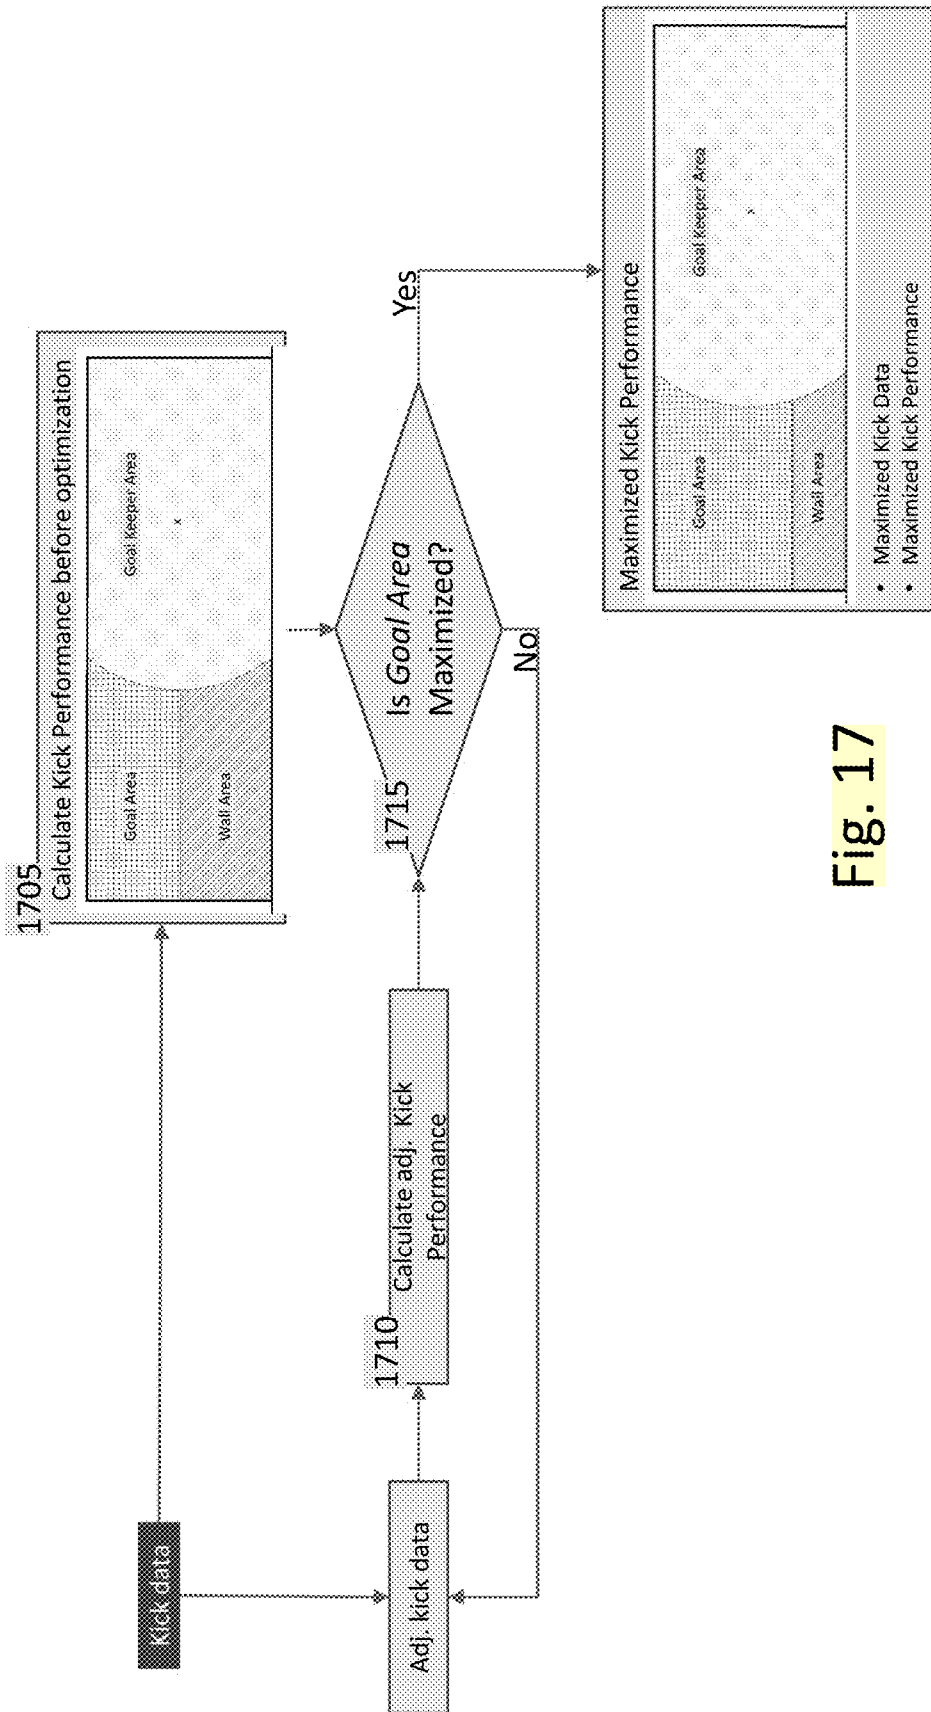 Kick data
1705
Calculate Kick Performance before optimization
Goal Area
Goal Keeper Area
x
Wall Area
Adj. kick data
1710
Calculate adj. Kick
Performance
1715
Is Goal Area
Maximized?
Yes
No
Maximized Kick Performance
Goal Area
Goal Keeper Area
x
Wall Area
• Maximized Kick Data
• Maximized Kick Performance
Fig. 17